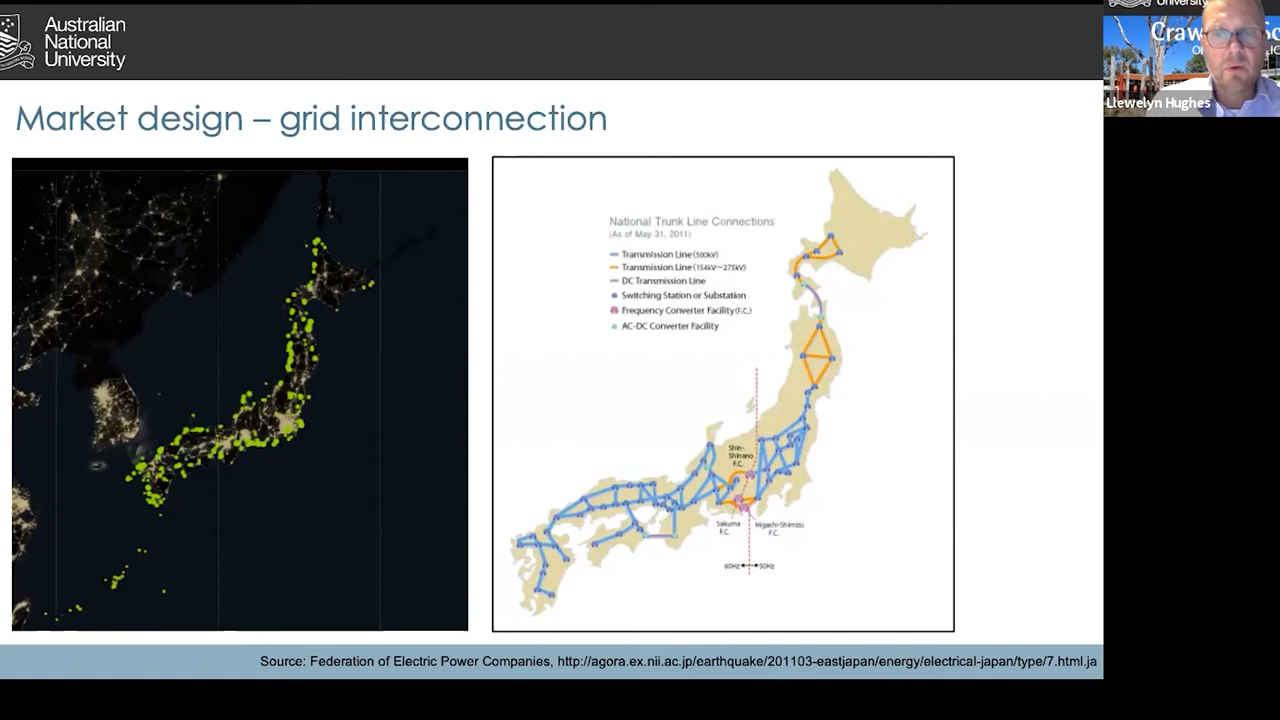 Australian
National
University
Market design – grid interconnection
National Trunk Line Connections
(As of May 31, 2011)
Transmission Line (500kV)
Transmission Line (154kV～275kV)
DC Transmission Line
Switching Station or Substation
Frequency Converter Facility (F.C.)
AC-DC Converter Facility
Shin-
Shinano
F.C.
Sakuma
F.C.
Higashi-Shimizu
F.C.
60Hz
50Hz
Source: Federation of Electric Power Companies, http://agora.ex.nii.ac.jp/earthquake/201103-eastjapan/energy/electrical-japan/type/7.html.ja
University
Llewelyn Hughes